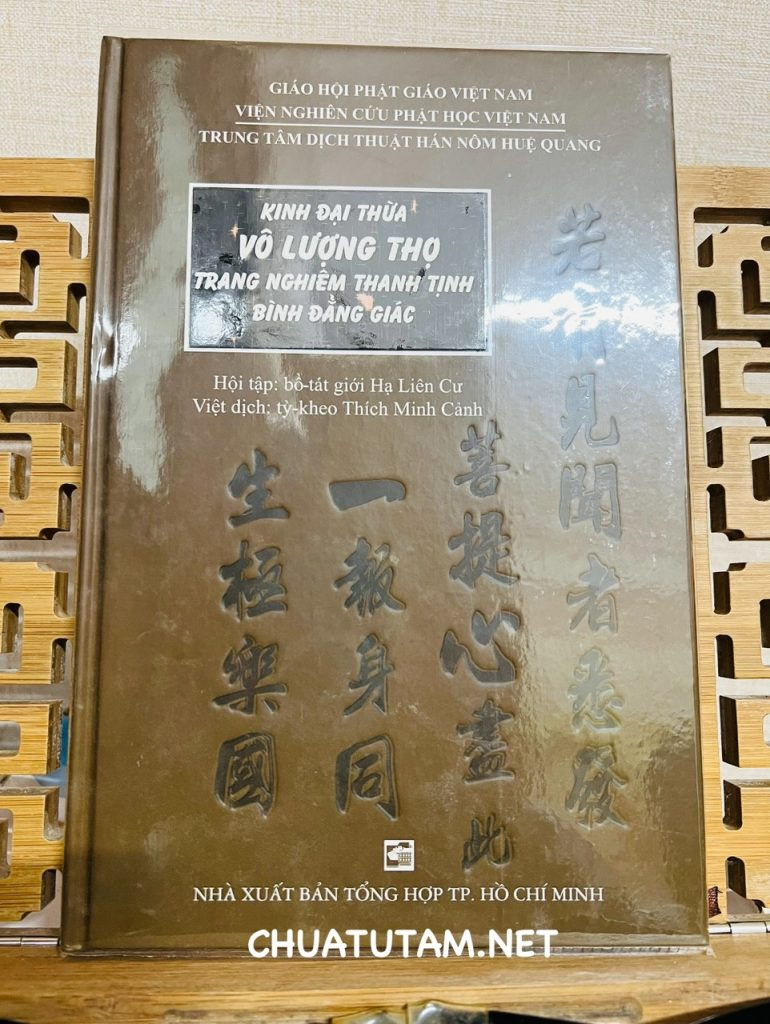 GIÁO HỘI PHẬT GIÁO VIỆT NAM
VIỆN NGHIÊN CỨU PHẬT HỌC VIỆT NAM
TRUNG TÂM DỊCH THUẬT HÁN NÔM HUỆ QUANG
KINH ĐẠI THỪA
VÔ LƯỢNG THỌ
TRANG NGHIÊM THANH TỊNH
BÌNH ĐẲNG GIÁC
Hội tập: bồ-tát giới Hạ Liên Cư
Việt dịch: tỳ-kheo Thích Minh Cảnh
若有見聞者悉發
菩提心盡此
一報身同
生極樂國
NHÀ XUẤT BẢN TỔNG HỢP TP. HỒ CHÍ MINH
CHUATUTAM.NET